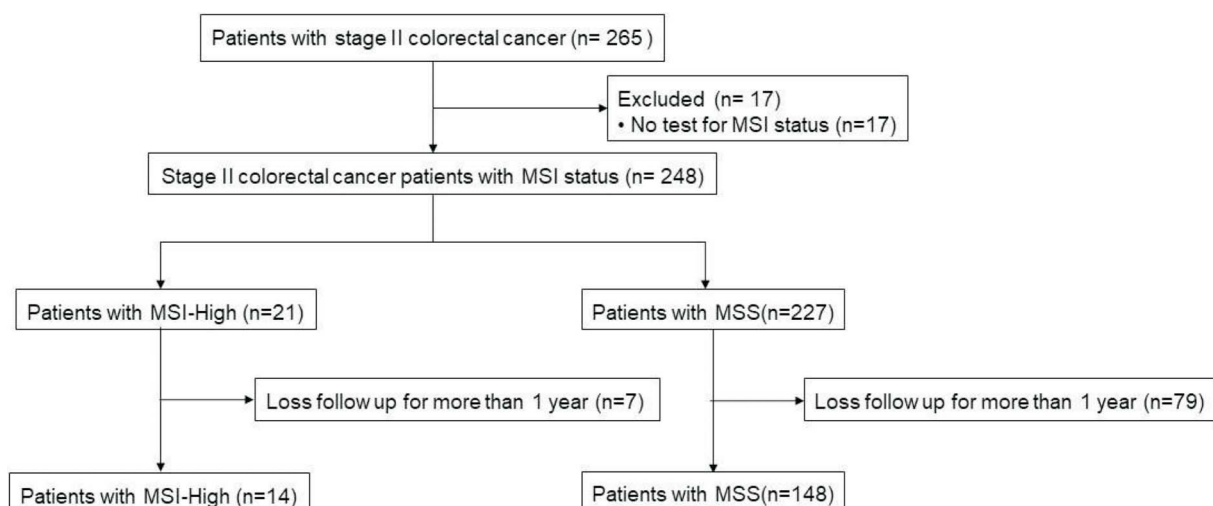 Patients with stage II colorectal cancer (n= 265)
Excluded (n= 17)
• No test for MSI status (n=17)
Stage II colorectal cancer patients with MSI status (n= 248)
Patients with MSI-High (n=21)
Patients with MSS(n=227)
Loss follow up for more than 1 year (n=7)
Loss follow up for more than 1 year (n=79)
Patients with MSI-High (n=14)
Patients with MSS(n=148)